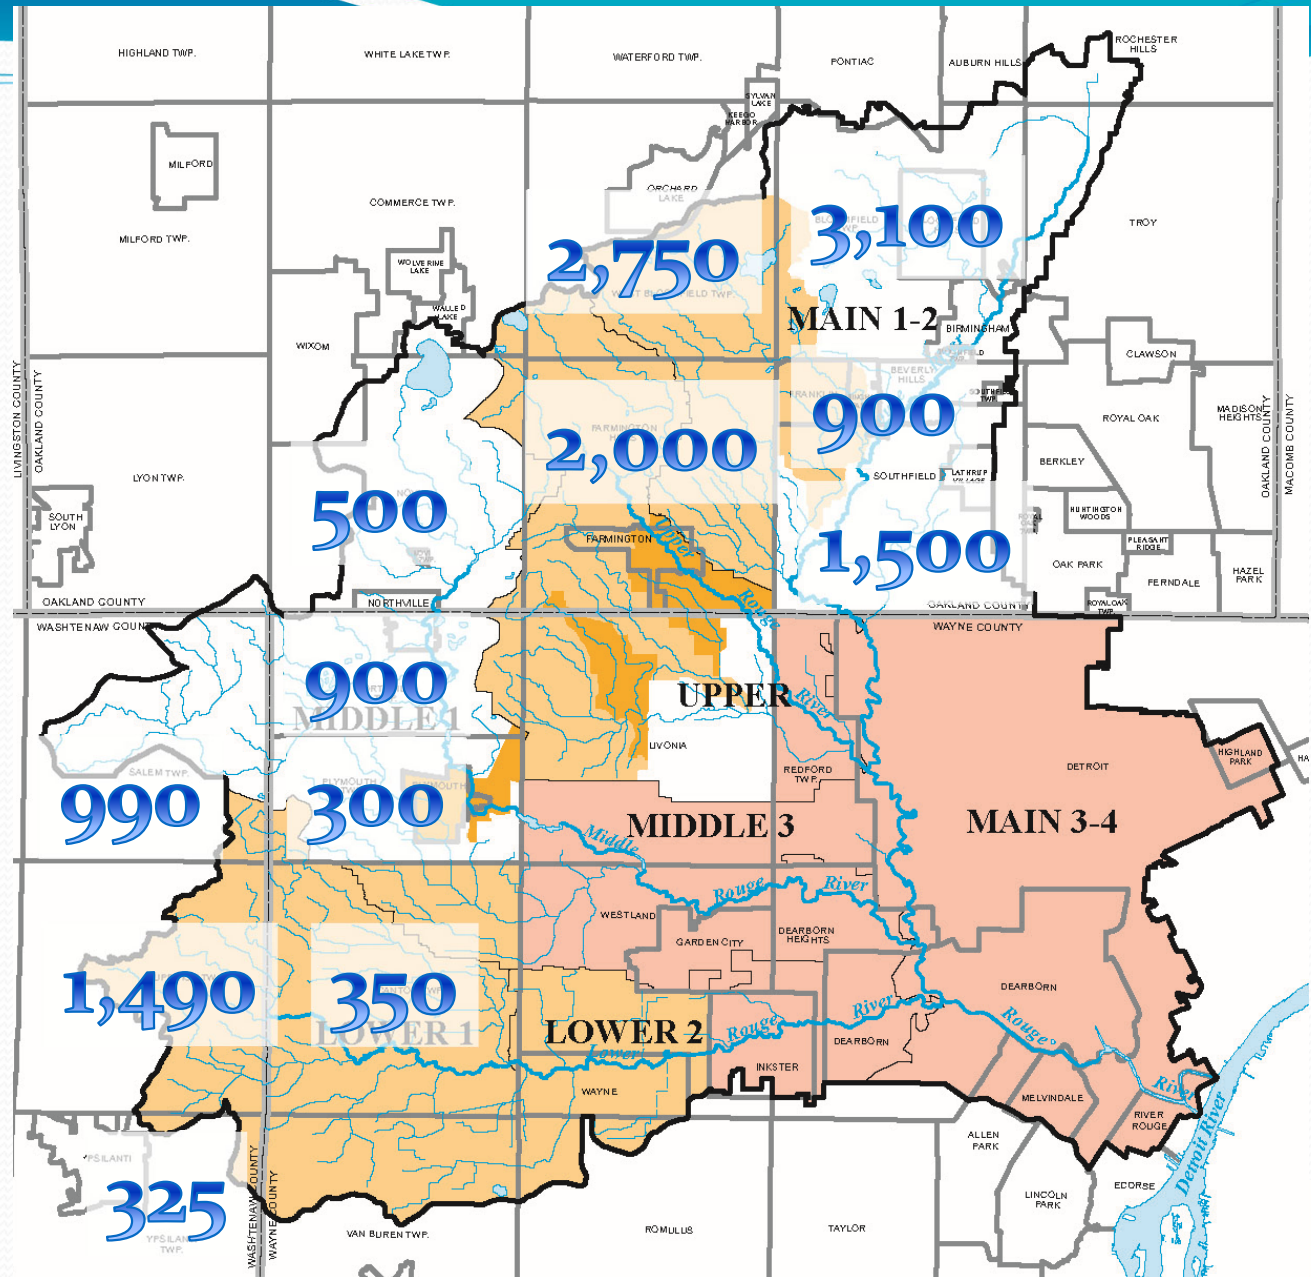 HIGHLAND TWP.
WHITE LAKE TWP.
WATERFORD TWP.
PONTIAC
AUBURN HILLS
ROCHESTER
HILLS
SYLVAN
LAKE
KEEGO
HARBOR
MILFORD
ORCHARD
LAKE
COMMERCE TWP.
MILFORD TWP.
TROY
3,100
2,750
WOLVERINE
LAKE
WALLED
LAKE
MAIN 1-2
BIRMINGHAM
WIXOM
CLAWSON
BEVERLY
HILLS
LIVINGSTON COUNTY
OAKLAND COUNTY
900
ROYAL OAK
MADISON
HEIGHTS
OAKLAND COUNTY
MACOMB COUNTY
2,000
BERKLEY
LYON TWP.
SOUTHFIELD
LATHRUP
VILLAGE
500
SOUTH
LYON
HUNTINGTON
WOODS
FARMINGTON
Upper
1,500
PLEASANT
RIDGE
OAK PARK
HAZEL
PARK
FERNDALE
OAKLAND COUNTY
NORTHVILLE
Rouge
OAKLAND COUNTY
ROYAL OAK
TWP.
WASHTENAW COUNTY
WAYNE COUNTY
900
UPPER
MIDDLE 1
River
LIVONIA
HIGHLAND
PARK
SALEM TWP.
REDFORD
TWP.
DETROIT
PLYMOUTH
990
300
MIDDLE 3
MAIN 3-4
Middle
Rouge
River
WESTLAND
GARDEN CITY
DEARBORN
HEIGHTS
1,490
350
DEARBORN
LOWER 1
LOWER 2
Rouge
River
Rouge
DEARBORN
Lower
INKSTER
WAYNE
River
MELVINDALE
RIVER
ROUGE
ALLEN
PARK
Detroit River
YPSILANTI
325
YPSILANTI
TWP.
WASHTENAW COUNTY
WAYNE COUNTY
VAN BUREN TWP.
ROMULUS
TAYLOR
LINCOLN
PARK
ECORSE